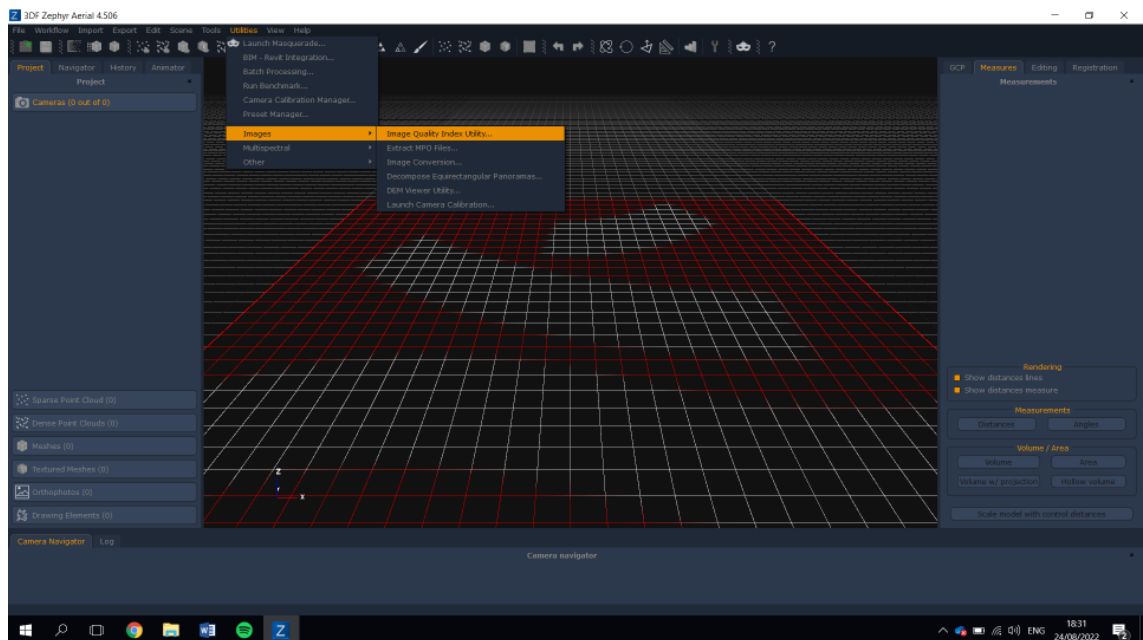 3DF Zephyr Aerial 4.506
File Workflow Import Export Edit Scene Tools Utilities View Help
Launch Masquerade...
BIM - Revit Integration...
Batch Processing...
Run Benchmark...
Camera Calibration Manager...
Preset Manager...
Images
Multispectral
Other
Image Quality Index Utility...
Extract MPO Files...
Image Conversion...
Decompose Equirectangular Panoramas...
DEM Viewer Utility...
Launch Camera Calibration...
Project Navigator History Animator
Project
Cameras (0 out of 0)
Sparse Point Cloud (0)
Dense Point Clouds (0)
Meshes (0)
Textured Meshes (0)
Orthophotos (0)
Drawing Elements (0)
Z
Y
X
GCP Measures Editing Registration
Measurements
Rendering
Show distances lines
Show distances measure
Measurements
Distances Angles
Volume / Area
Volume Area
Volume w/ projection Hollow volume
Scale model with control distances
Camera Navigator Log
Camera navigator
ENG
18:31
24/08/2022
2